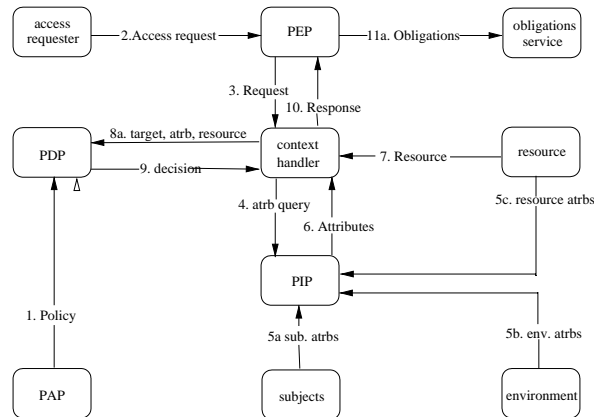 access
requester
2.Access request
PEP
11a. Obligations
obligations
service
3. Request
10. Response
8a. target, atrb, resource
PDP
context
handler
7. Resource
resource
9. decision
4. atrb query
6. Attributes
5c. resource atrbs
PIP
1. Policy
5a sub. atrbs
5b. env. atrbs
PAP
subjects
environment